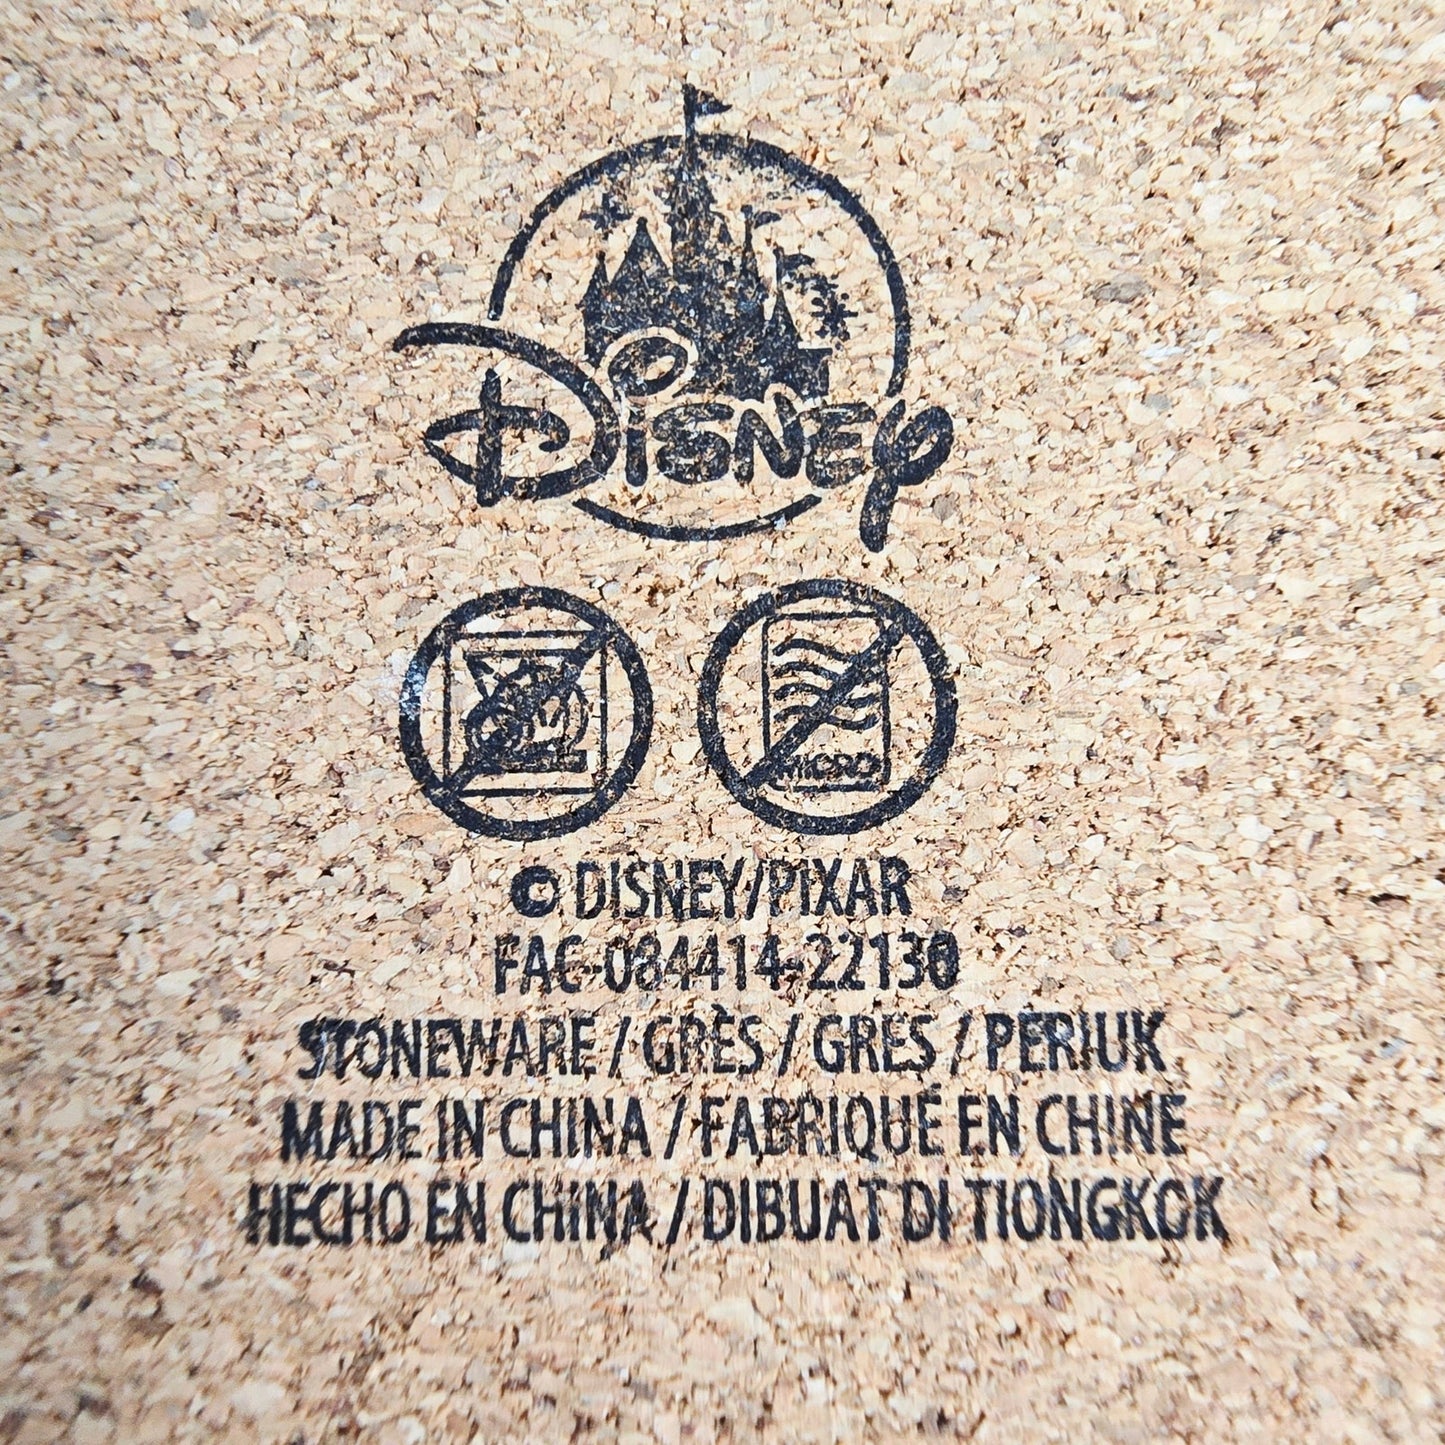 Disney
MICRO
© DISNEY/PIXAR
FAC-084414-22130
STONEWARE / GRÈS / GRES / PERIUK
MADE IN CHINA / FABRIQUÉ EN CHINE
HECHO EN CHINA / DIBUAT DI TIONGKOK